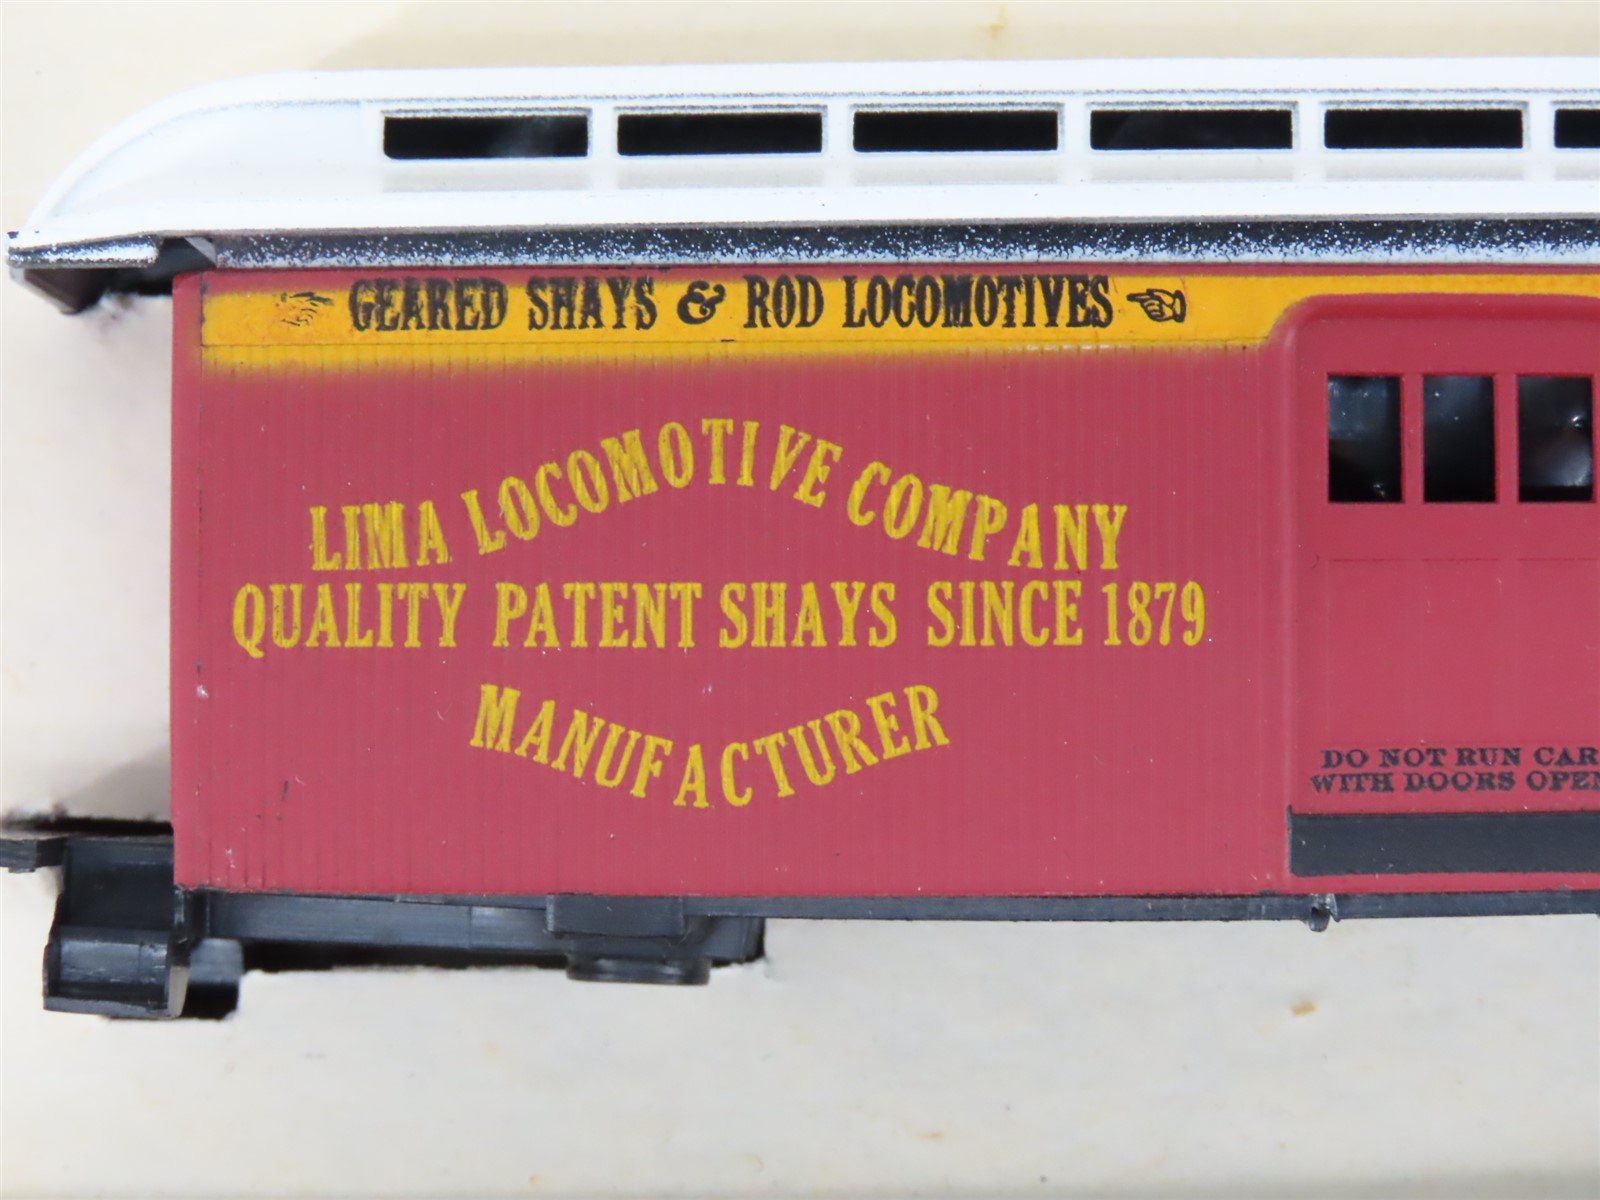 GEARED SHAYS & ROD LOCOMOTIVES
LIMA LOCOMOTIVE COMPANY
QUALITY PATENT SHAYS SINCE 1879
MANUFACTURER
DO NOT RUN CAR
WITH DOORS OPEN